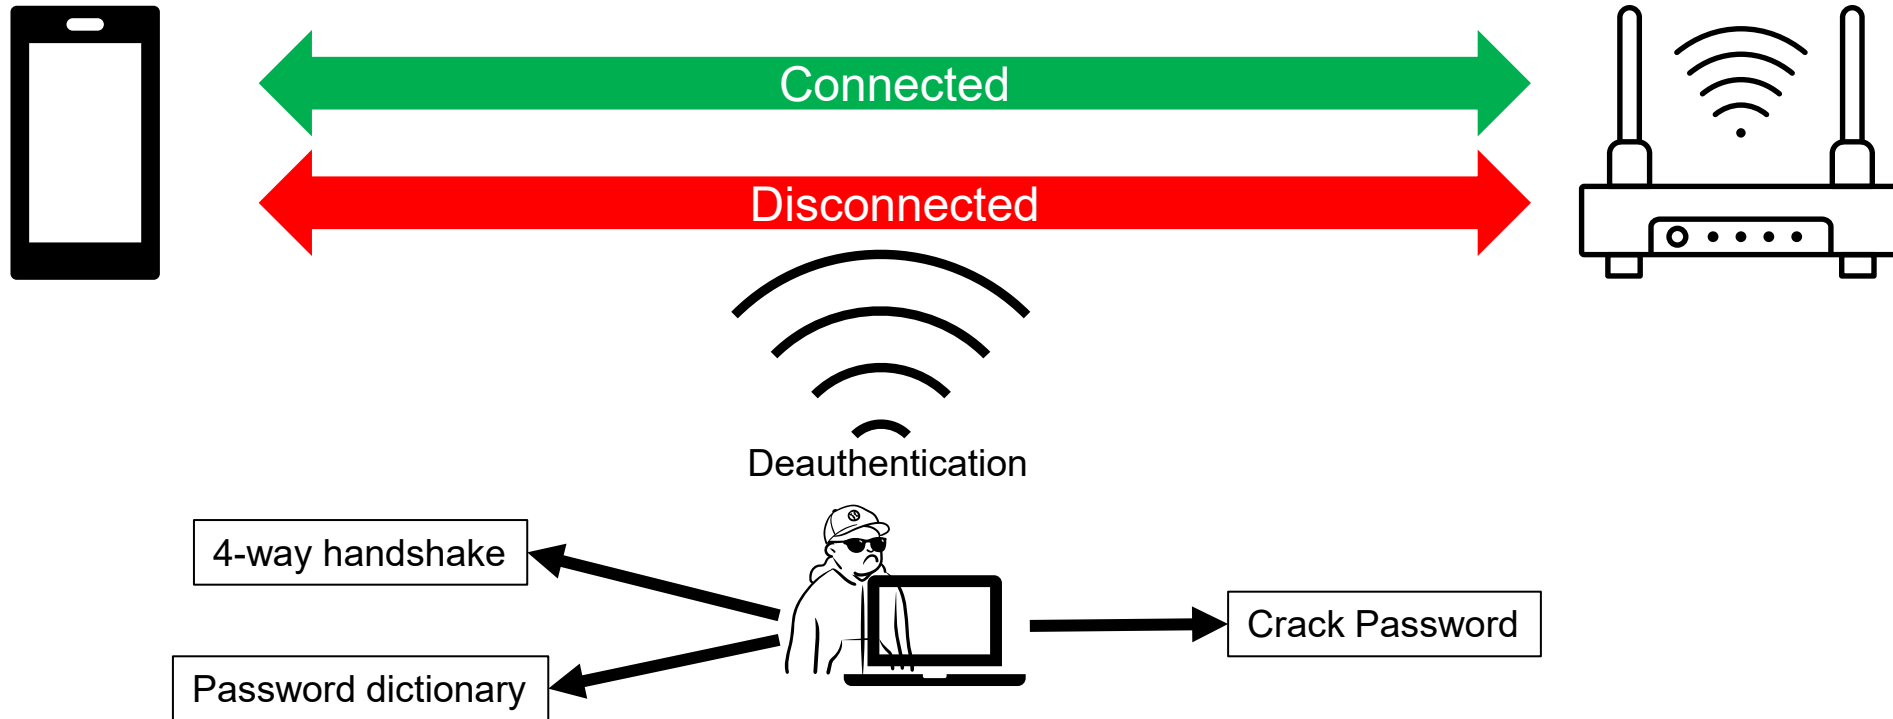 Connected
Disconnected
Deauthentication
4-way handshake
Crack Password
Password dictionary